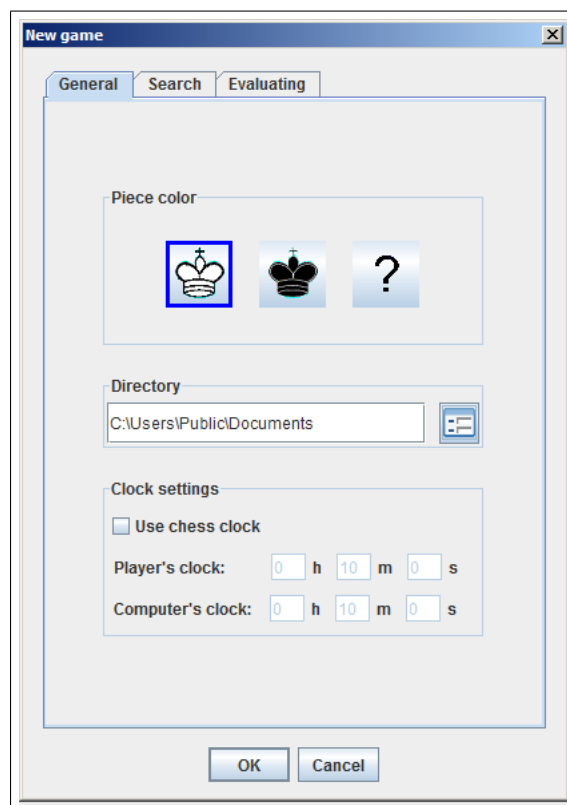 New game
General Search Evaluating
Piece color
?
Directory
C:\Users\Public\Documents
Clock settings
Use chess clock
Player's clock: 0 h 10 m 0 s
Computer's clock: 0 h 10 m 0 s
OK Cancel